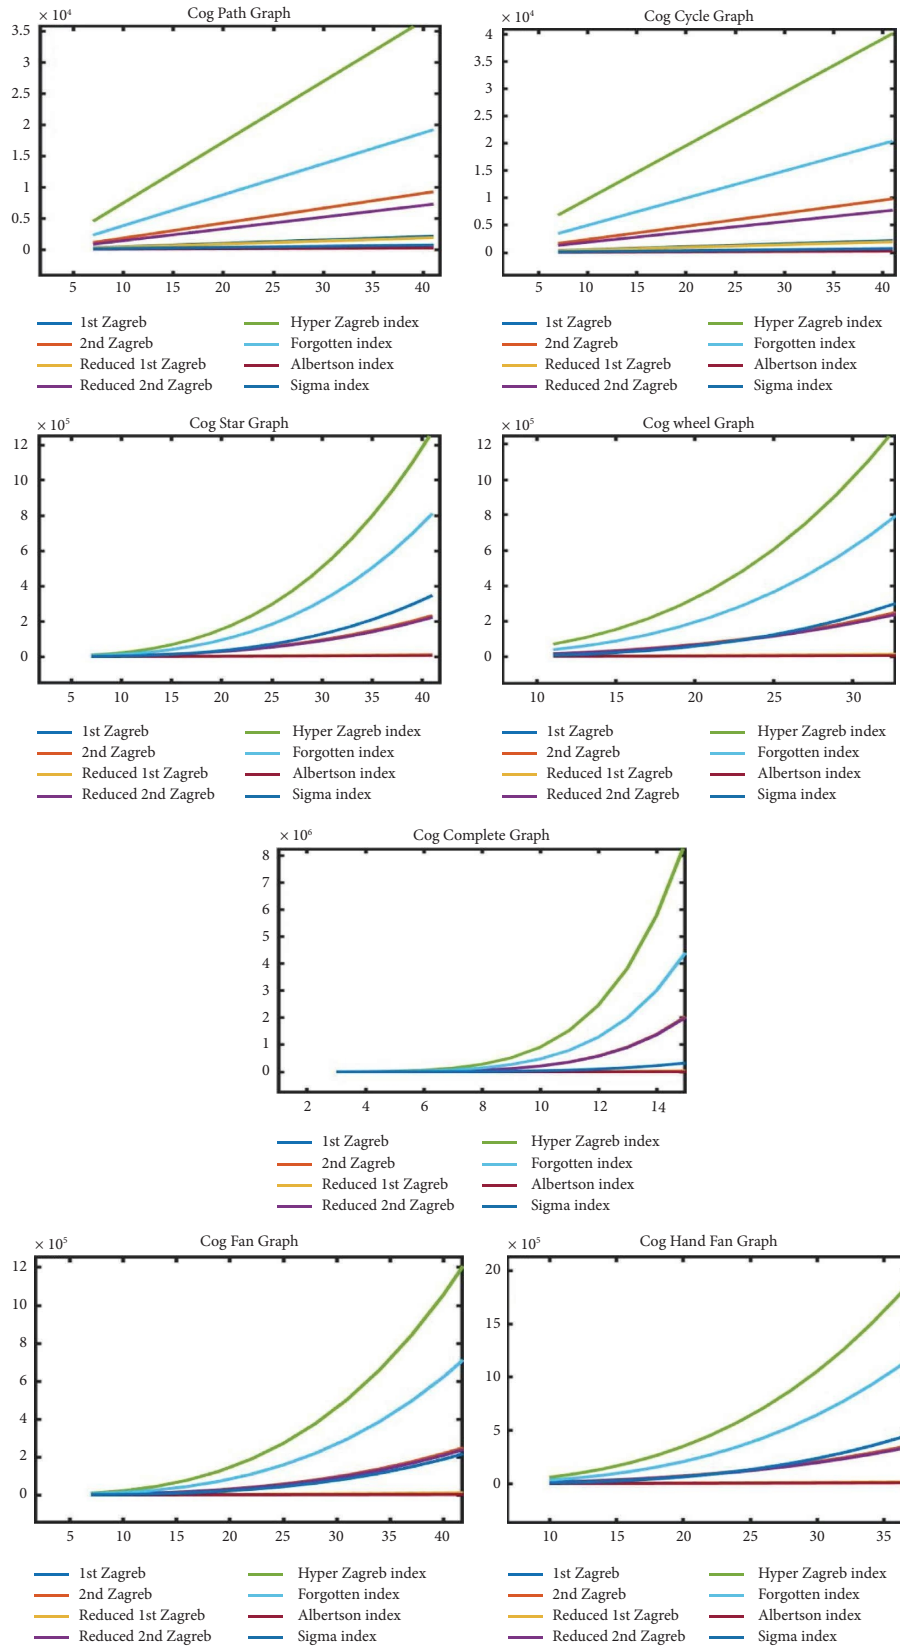 Cog Path Graph
× 10⁴
3.5
3
2.5
2
1.5
1
0.5
0
5 10 15 20 25 30 35 40
1st Zagreb
2nd Zagreb
Reduced 1st Zagreb
Reduced 2nd Zagreb
Hyper Zagreb index
Forgotten index
Albertson index
Sigma index
Cog Cycle Graph
× 10⁴
4
3.5
3
2.5
2
1.5
1
0.5
0
5 10 15 20 25 30 35 40
1st Zagreb
2nd Zagreb
Reduced 1st Zagreb
Reduced 2nd Zagreb
Hyper Zagreb index
Forgotten index
Albertson index
Sigma index
Cog Star Graph
× 10⁵
12
10
8
6
4
2
0
5 10 15 20 25 30 35 40
1st Zagreb
2nd Zagreb
Reduced 1st Zagreb
Reduced 2nd Zagreb
Hyper Zagreb index
Forgotten index
Albertson index
Sigma index
Cog wheel Graph
× 10⁵
12
10
8
6
4
2
0
10 15 20 25 30
1st Zagreb
2nd Zagreb
Reduced 1st Zagreb
Reduced 2nd Zagreb
Hyper Zagreb index
Forgotten index
Albertson index
Sigma index
Cog Complete Graph
× 10⁶
8
7
6
5
4
3
2
1
0
2 4 6 8 10 12 14
1st Zagreb
2nd Zagreb
Reduced 1st Zagreb
Reduced 2nd Zagreb
Hyper Zagreb index
Forgotten index
Albertson index
Sigma index
Cog Fan Graph
× 10⁵
12
10
8
6
4
2
0
5 10 15 20 25 30 35 40
1st Zagreb
2nd Zagreb
Reduced 1st Zagreb
Reduced 2nd Zagreb
Hyper Zagreb index
Forgotten index
Albertson index
Sigma index
Cog Hand Fan Graph
× 10⁵
20
15
10
5
0
10 15 20 25 30 35
1st Zagreb
2nd Zagreb
Reduced 1st Zagreb
Reduced 2nd Zagreb
Hyper Zagreb index
Forgotten index
Albertson index
Sigma index